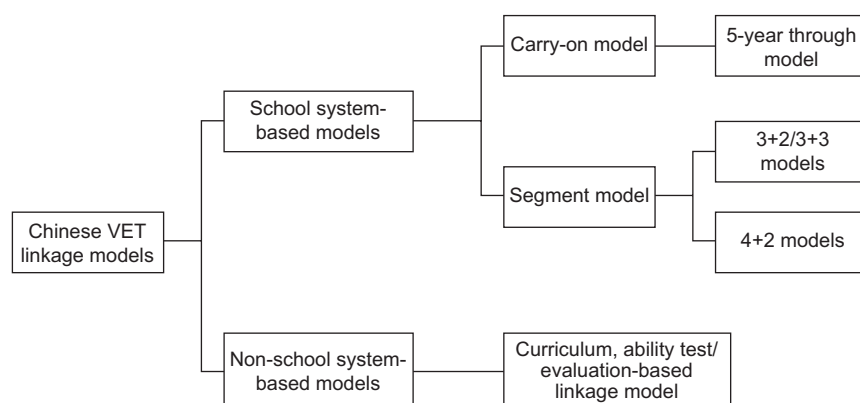 Carry-on model
5-year through
model
School system-
based models
3+2/3+3
models
Segment model
Chinese VET
linkage models
4+2 models
Non-school system-
based models
Curriculum, ability test/
evaluation-based
linkage model